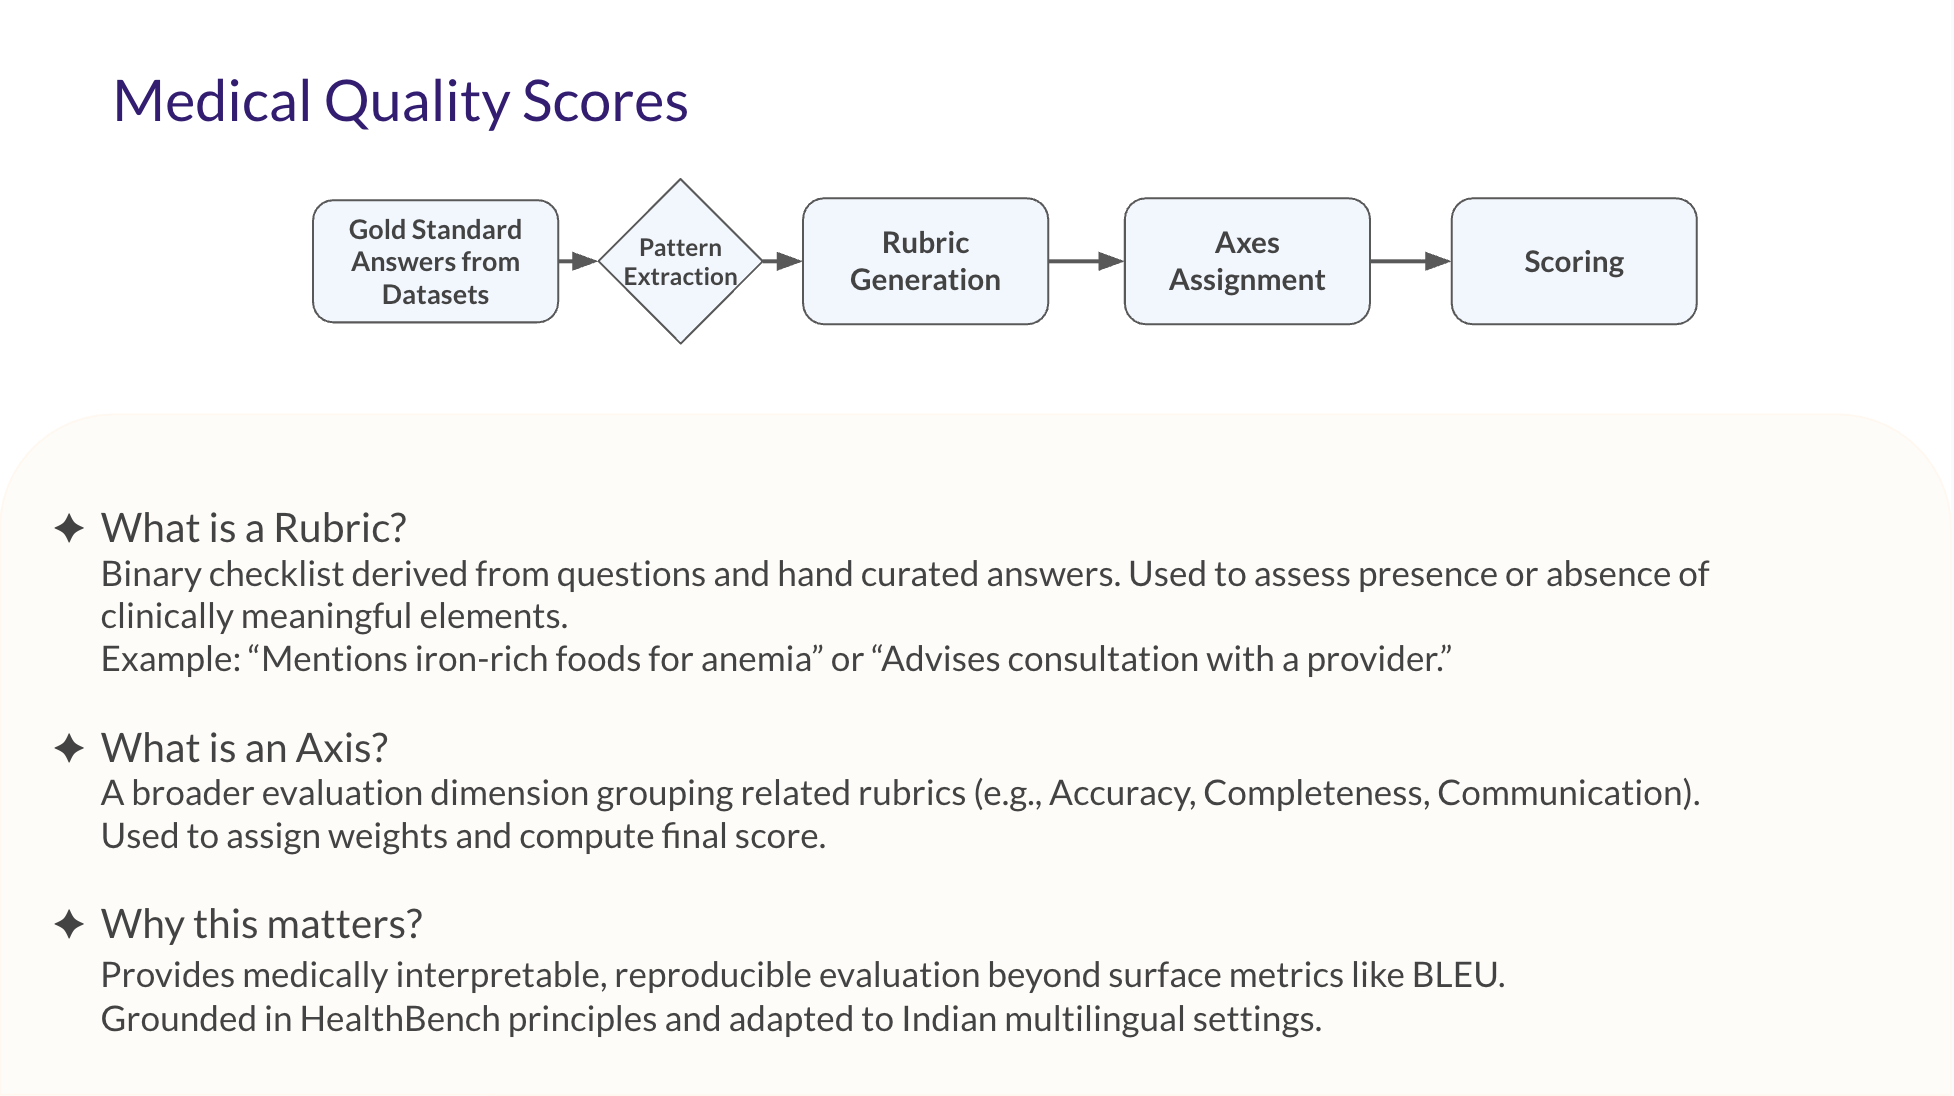 Medical Quality Scores
Gold Standard
Answers from
Datasets
Pattern
Extraction
Rubric
Generation
Axes
Assignment
Scoring
What is a Rubric?
Binary checklist derived from questions and hand curated answers. Used to assess presence or absence of
clinically meaningful elements.
Example: “Mentions iron-rich foods for anemia” or “Advises consultation with a provider.”
What is an Axis?
A broader evaluation dimension grouping related rubrics (e.g., Accuracy, Completeness, Communication).
Used to assign weights and compute final score.
Why this matters?
Provides medically interpretable, reproducible evaluation beyond surface metrics like BLEU.
Grounded in HealthBench principles and adapted to Indian multilingual settings.